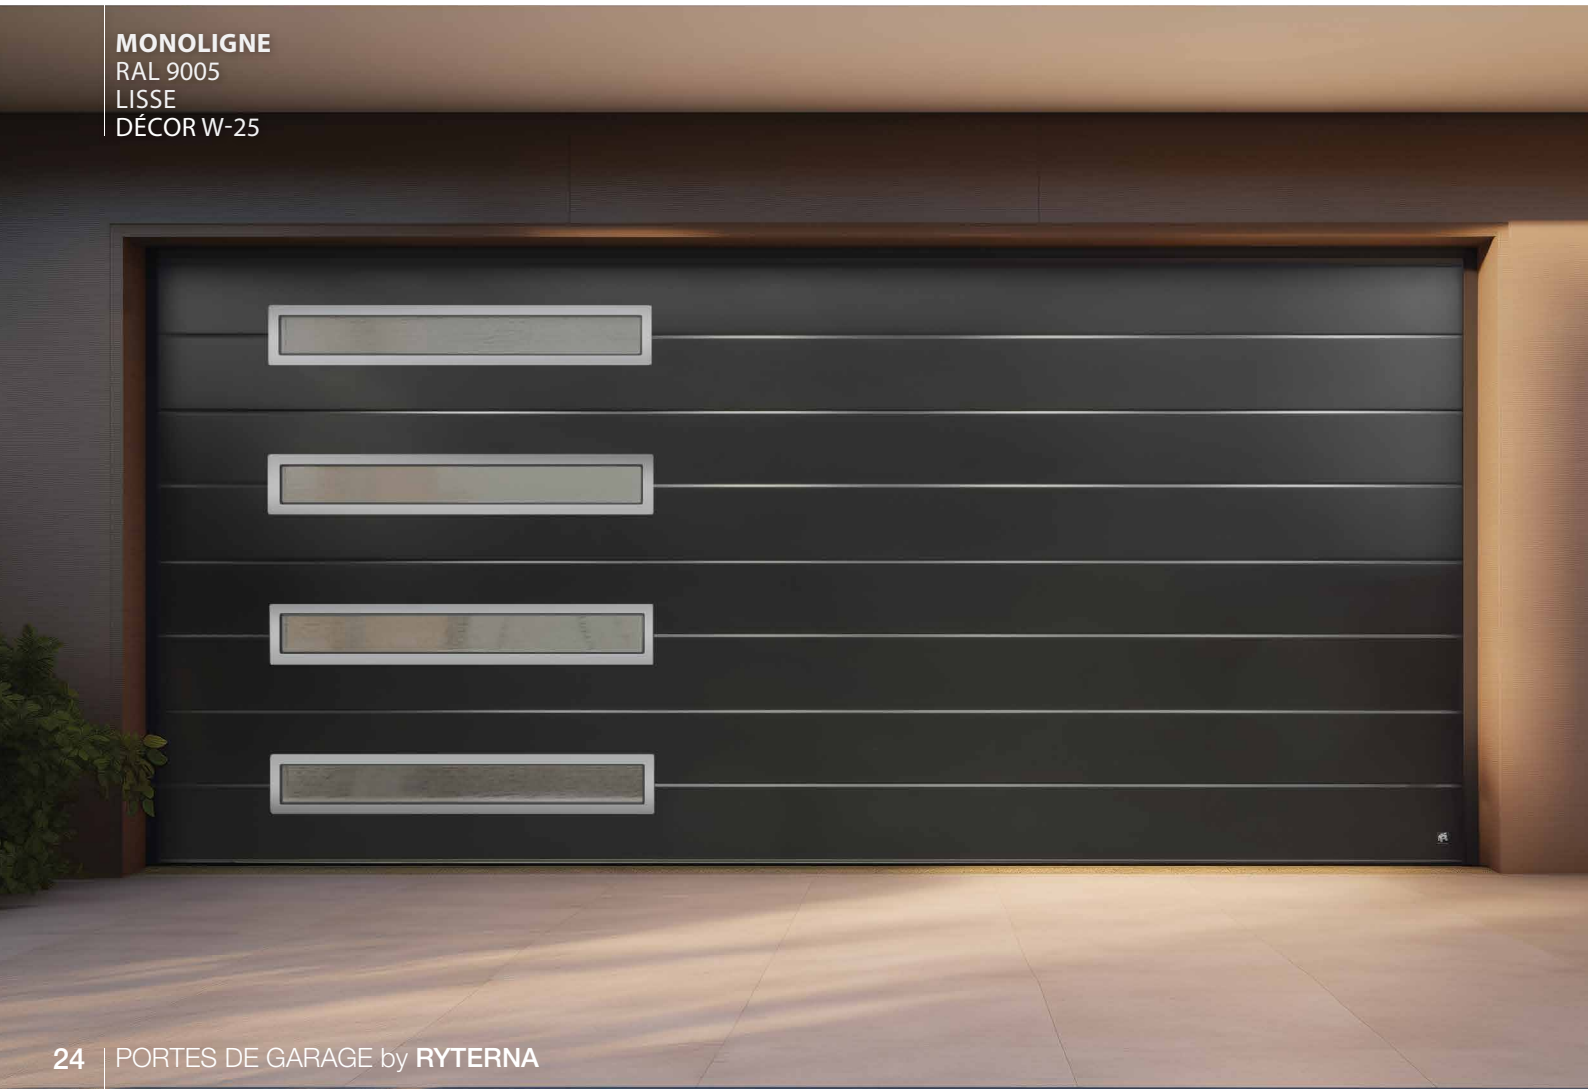 MONOLIGNE
RAL 9005
LISSE
DÉCOR W-25
24 PORTES DE GARAGE by RYTERNA